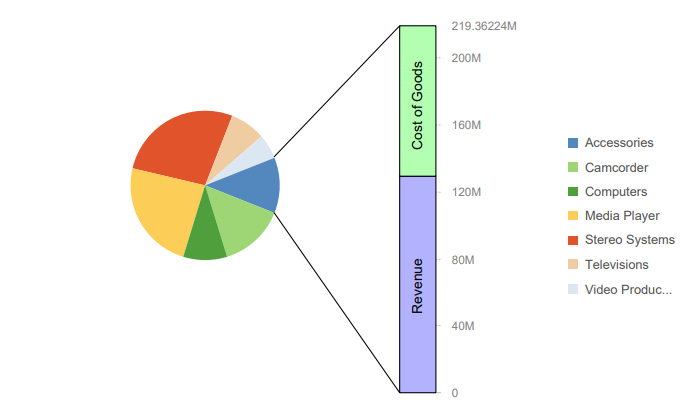 219.36224M
200M
160M
120M
80M
40M
0
Cost of Goods
Revenue
Accessories
Camcorder
Computers
Media Player
Stereo Systems
Televisions
Video Produc...